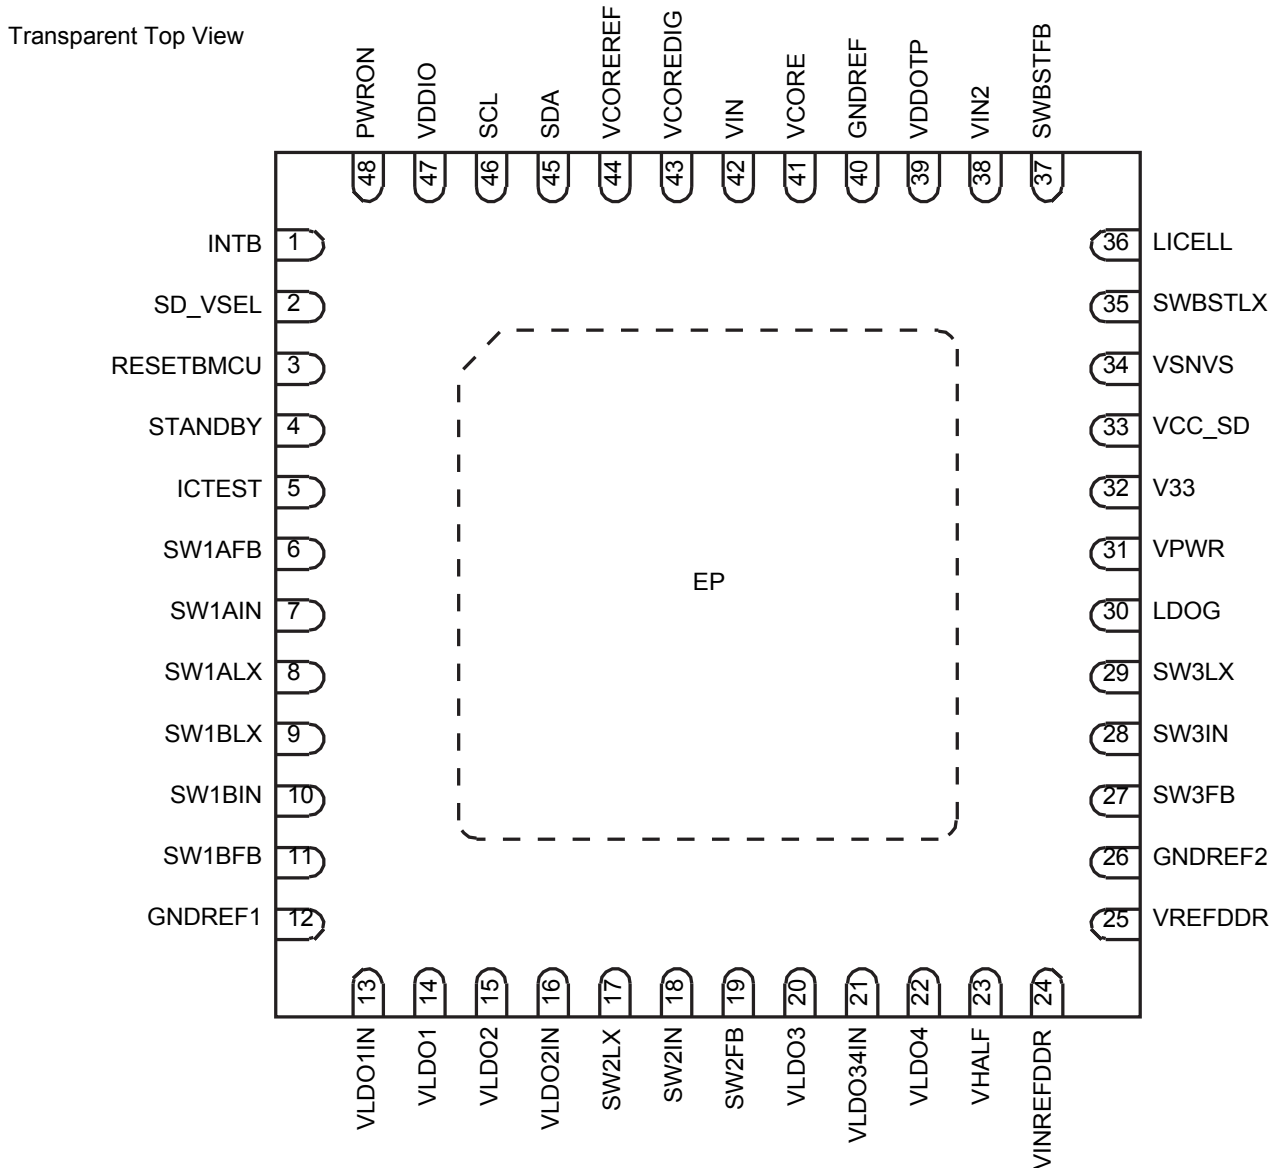 Transparent Top View
PWRON
VDDIO
SCL
SDA
VCOREREF
VCOREDIG
VIN
VCORE
GNDREF
VDDOTP
VIN2
SWBSTFB
48
47
46
45
44
43
42
41
40
39
38
37
INTB 1
SD_VSEL 2
RESETBMCU 3
STANDBY 4
ICTEST 5
SW1AFB 6
SW1AIN 7
SW1ALX 8
SW1BLX 9
SW1BIN 10
SW1BFB 11
GNDREF1 12
EP
36 LICELL
35 SWBSTLX
34 VSNVS
33 VCC_SD
32 V33
31 VPWR
30 LDOG
29 SW3LX
28 SW3IN
27 SW3FB
26 GNDREF2
25 VREFDDR
13
14
15
16
17
18
19
20
21
22
23
24
VLDO1IN
VLDO1
VLDO2
VLDO2IN
SW2LX
SW2IN
SW2FB
VLDO3
VLDO34IN
VLDO4
VHALF
VINREFDDR